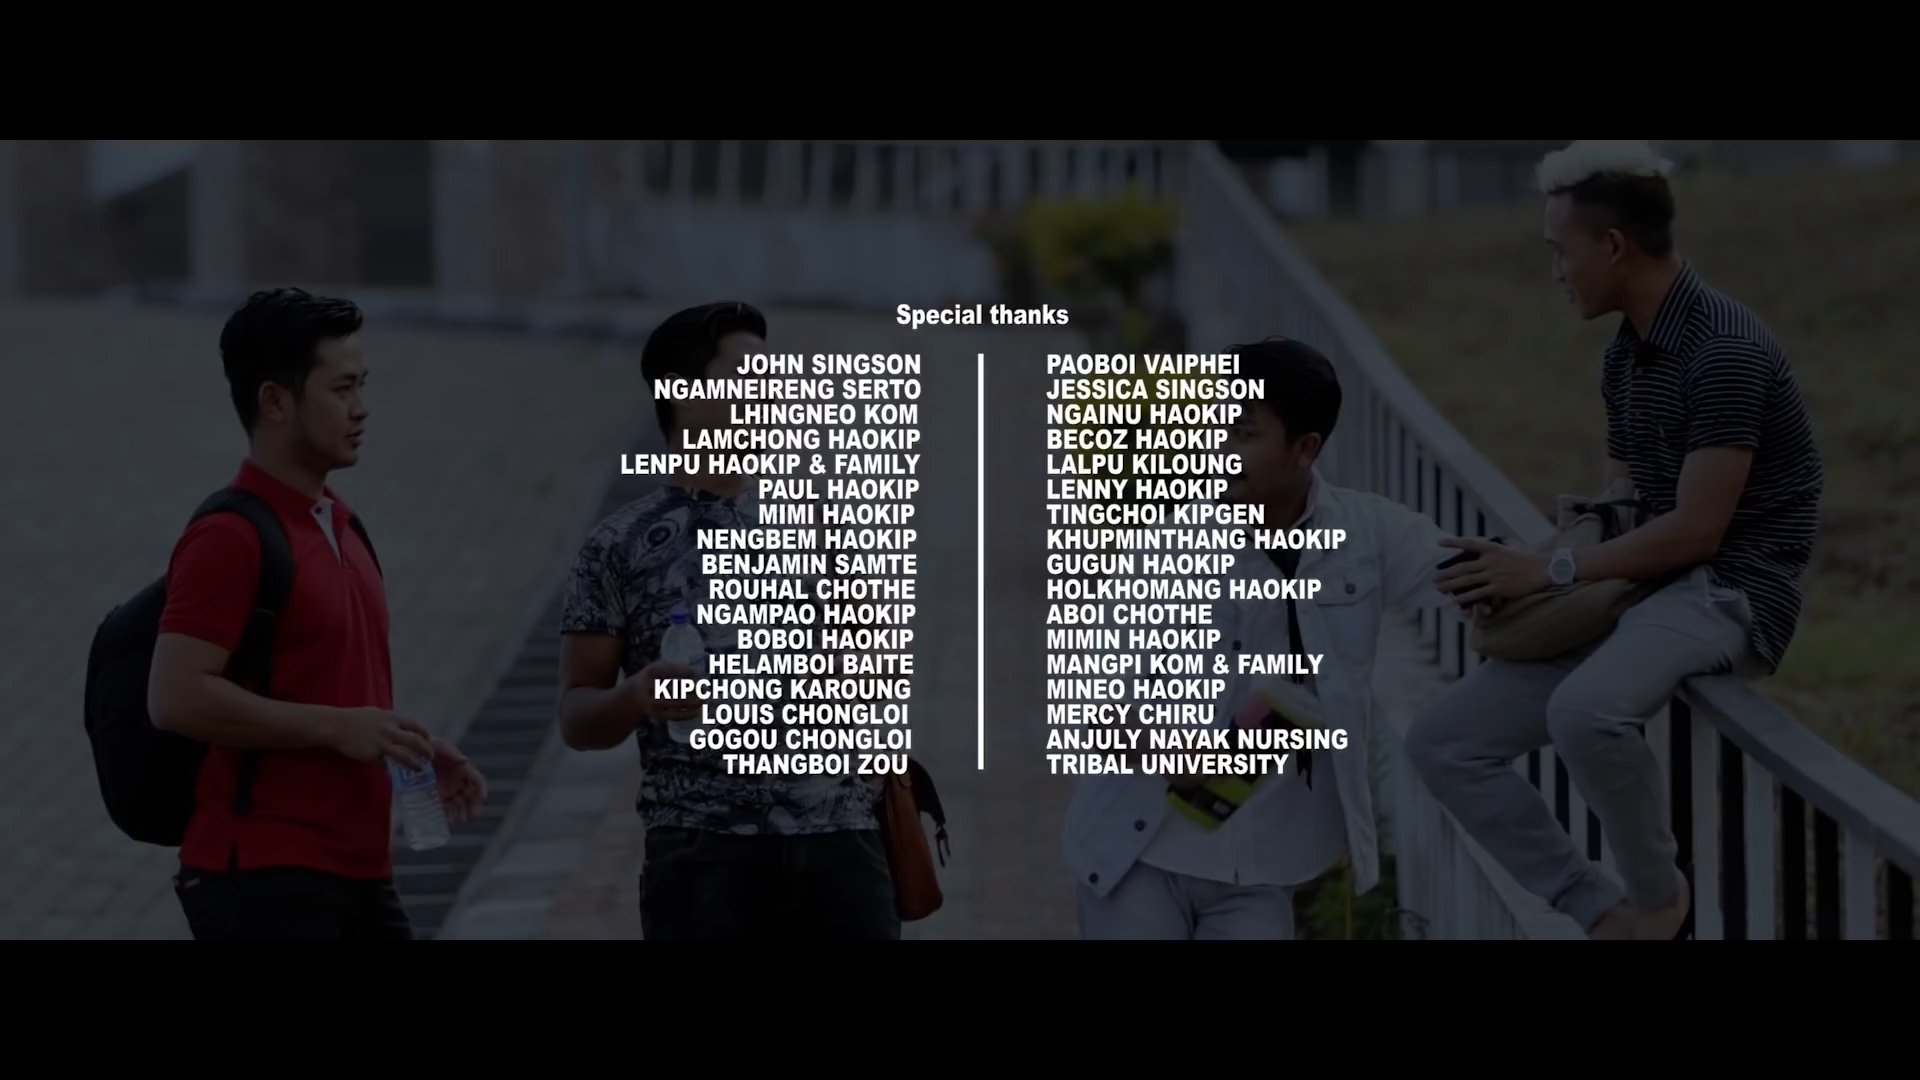 Special thanks
JOHN SINGSON
NGAMNEIRENG SERTO
LHINGNEO KOM
LAMCHONG HAOKIP
LENPU HAOKIP & FAMILY
PAUL HAOKIP
MIMI HAOKIP
NENGBEM HAOKIP
BENJAMIN SAMTE
ROUHAL CHOTHE
NGAMPAO HAOKIP
BOBOI HAOKIP
HELAMBOI BAITE
KIPCHONG KAROUNG
LOUIS CHONGLOI
GOGOU CHONGLOI
THANGBOI ZOU
PAOBOI VAIPHEI
JESSICA SINGSON
NGAINU HAOKIP
BECOZ HAOKIP
LALPU KILOUNG
LENNY HAOKIP
TINGCHOI KIPGEN
KHUPMINTHANG HAOKIP
GUGUN HAOKIP
HOLKHOMANG HAOKIP
ABOI CHOTHE
MIMIN HAOKIP
MANGPI KOM & FAMILY
MINEO HAOKIP
MERCY CHIRU
ANJULY NAYAK NURSING
TRIBAL UNIVERSITY